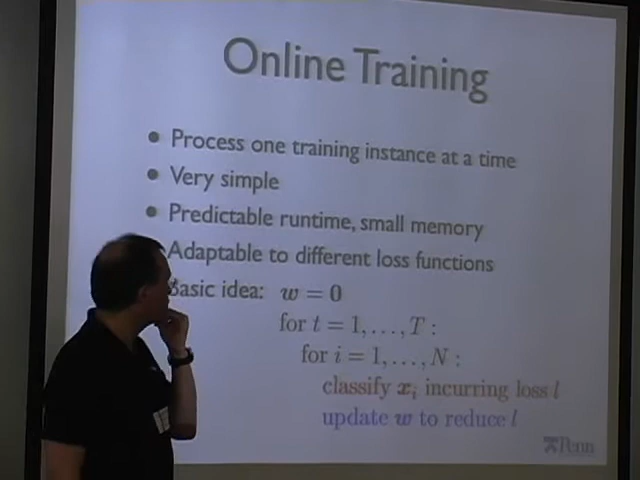 Online Training
• Process one training instance at a time
• Very simple
• Predictable runtime, small memory
Adaptable to different loss functions
Basic idea: w = 0
for t = 1, . . . , T :
for i = 1, . . . , N :
classify xᵢ incurring loss l
update w to reduce l
Penn